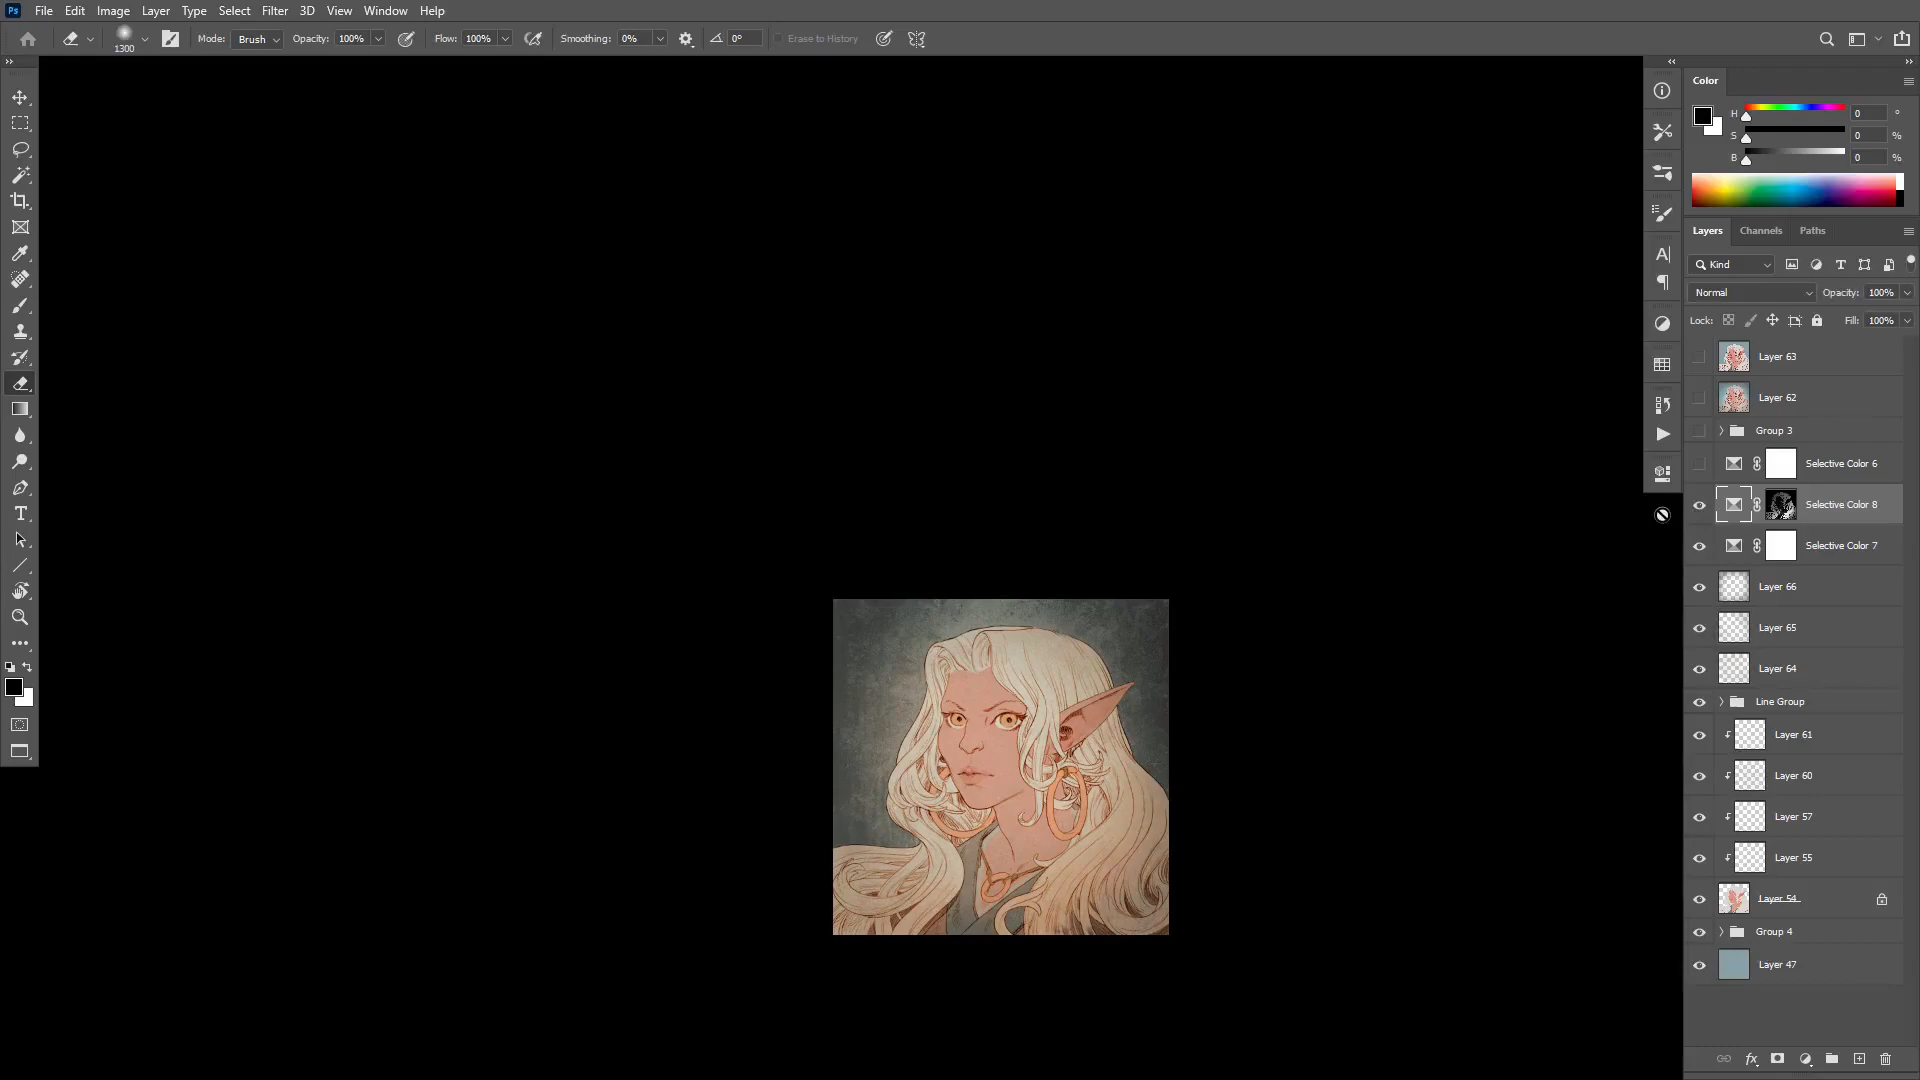 Ps File Edit Image Layer Type Select Filter 3D View Window Help
1300 Mode: Brush Opacity: 100% Flow: 100% Smoothing: 0% 0° Erase to History
Color
H 0 °
S 0 %
B 0 %
Layers Channels Paths
Kind
Normal Opacity: 100%
Lock: Fill: 100%
Layer 63
Layer 62
Group 3
Selective Color 6
Selective Color 8
Selective Color 7
Layer 66
Layer 65
Layer 64
Line Group
Layer 61
Layer 60
Layer 57
Layer 55
Layer 54
Group 4
Layer 47
fx